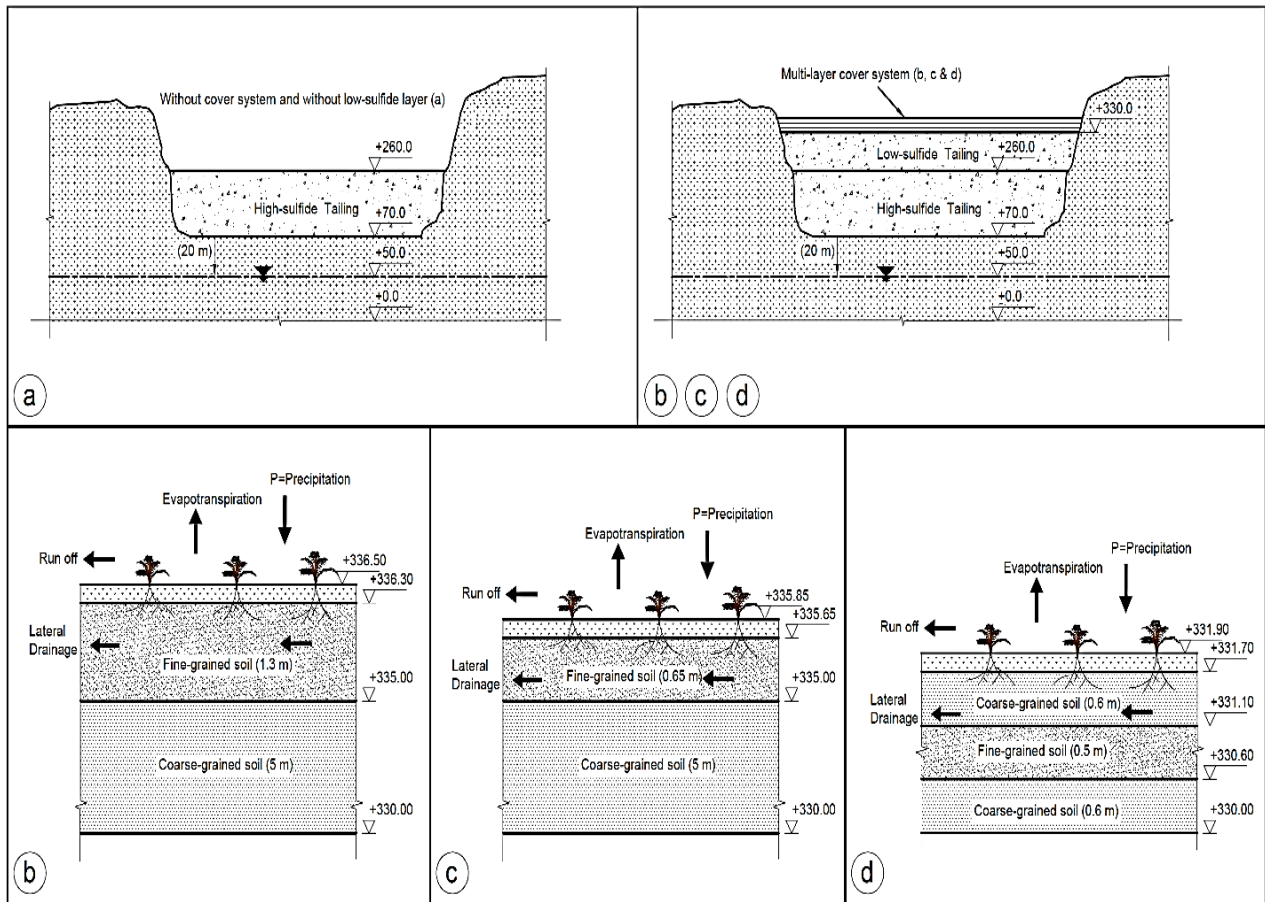 Without cover system and without low-sulfide layer (a)
+260.0
High-sulfide Tailing
+70.0
(20 m)
+50.0
+0.0
a
Multi-layer cover system (b, c & d)
+330.0
Low-sulfide Tailing
+260.0
High-sulfide Tailing
+70.0
(20 m)
+50.0
+0.0
b c d
P=Precipitation
Evapotranspiration
Run off
+336.50
+336.30
Lateral
Drainage
Fine-grained soil (1.3 m)
+335.00
Coarse-grained soil (5 m)
+330.00
b
P=Precipitation
Evapotranspiration
Run off
+335.85
+335.65
Lateral
Drainage
Fine-grained soil (0.65 m)
+335.00
Coarse-grained soil (5 m)
+330.00
c
P=Precipitation
Evapotranspiration
Run off
+331.90
+331.70
Lateral
Drainage
Coarse-grained soil (0.6 m)
+331.10
Fine-grained soil (0.5 m)
+330.60
Coarse-grained soil (0.6 m)
+330.00
d